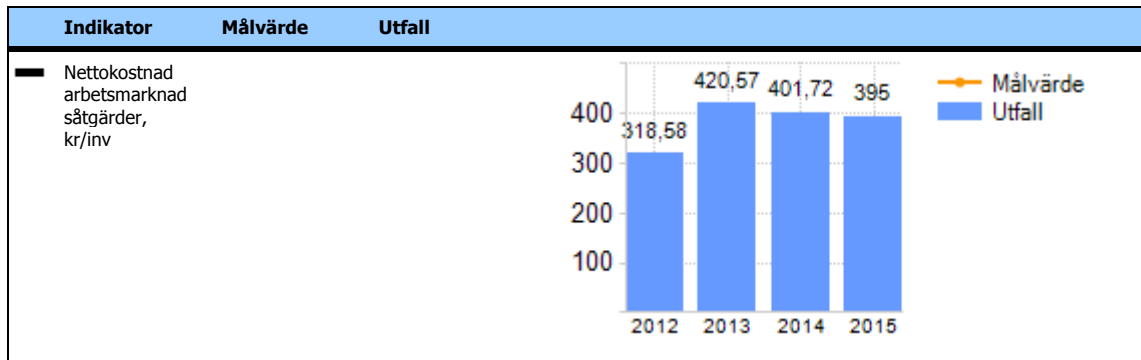 Indikator Målvärde Utfall
Nettokostnad
arbetsmarknad
såtgärder,
kr/inv
420,57 401,72 395
318,58
400
300
200
100
2012 2013 2014 2015
Målvärde
Utfall